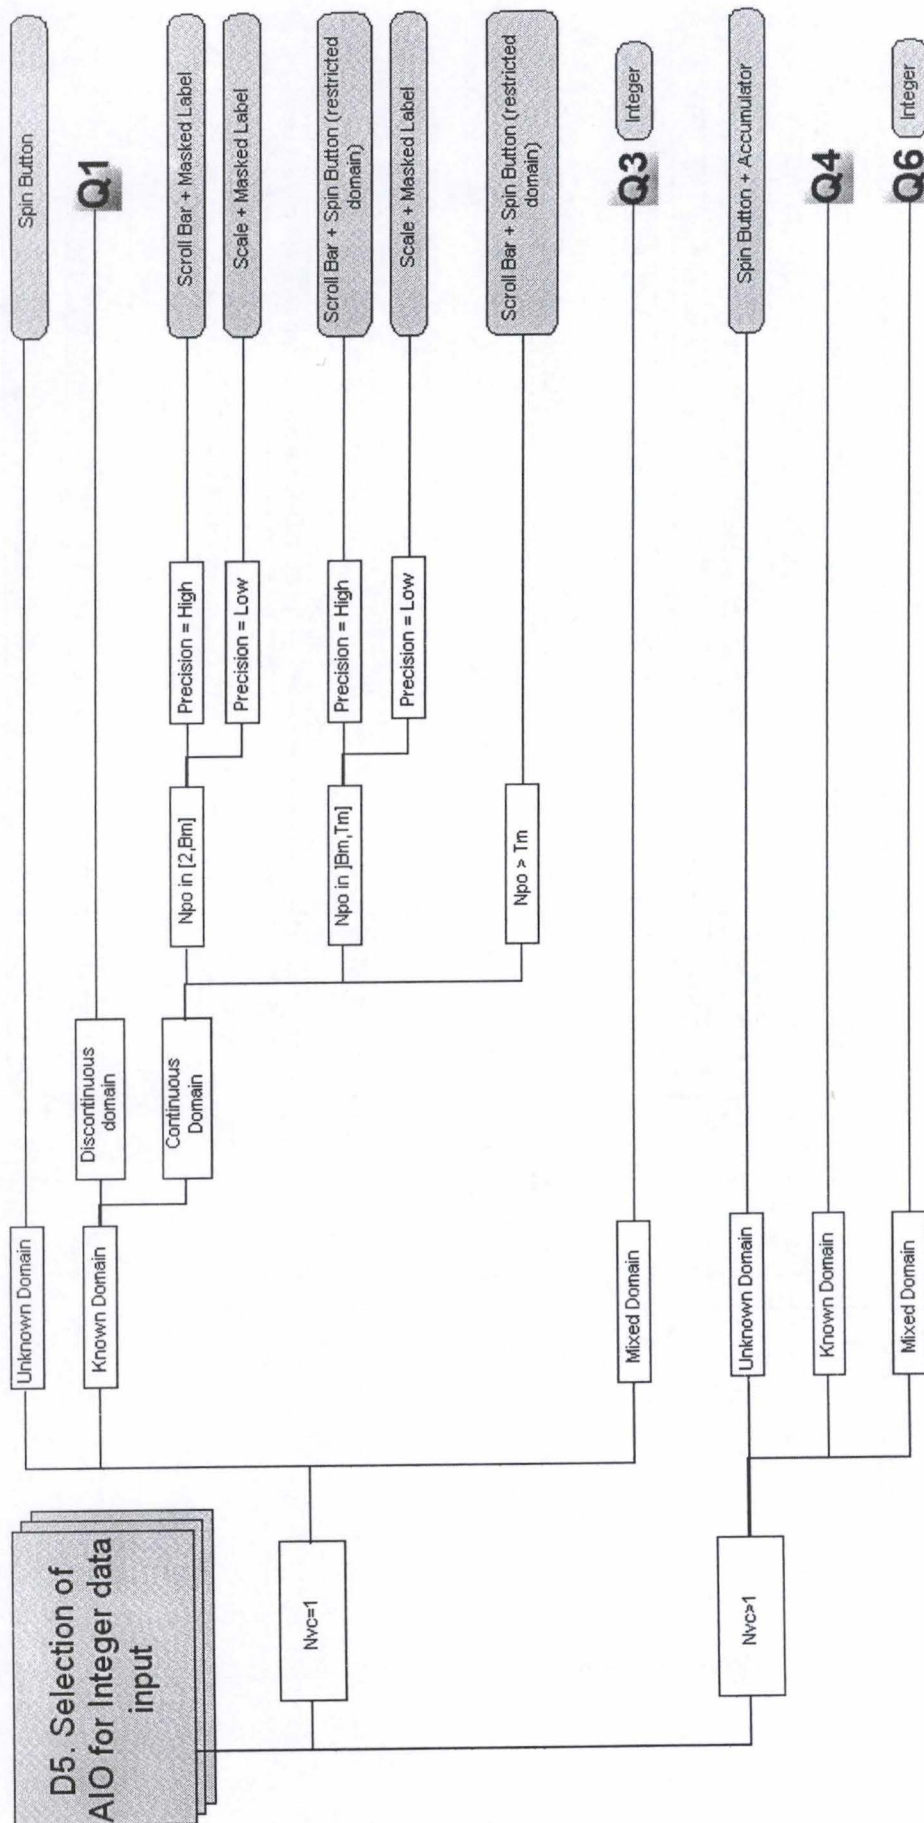 D5. Selection of
AIO for Integer data
input
Nvc=1
Unknown Domain
Spin Button
Known Domain
Discontinuous
domain
Q1
Continuous
Domain
Npo in [2,Bm]
Precision = High
Scroll Bar + Masked Label
Precision = Low
Scale + Masked Label
Npo in ]Bm,Tm]
Precision = High
Scroll Bar + Spin Button (restricted
domain)
Precision = Low
Scale + Masked Label
Npo > Tm
Scroll Bar + Spin Button (restricted
domain)
Mixed Domain
Q3
Integer
Nvc>1
Unknown Domain
Spin Button + Accumulator
Known Domain
Q4
Mixed Domain
Q6
Integer